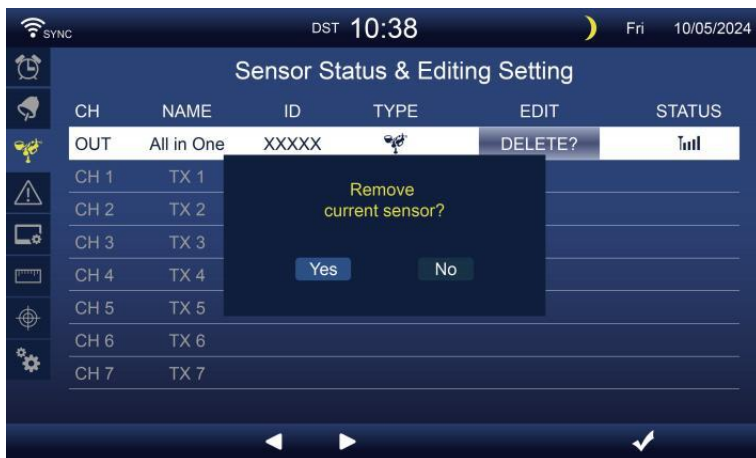 SYNC DST 10:38 Fri 10/05/2024
Sensor Status & Editing Setting
CH NAME ID TYPE EDIT STATUS
OUT All in One XXXXX DELETE?
CH 1 TX 1
CH 2 TX 2
CH 3 TX 3
CH 4 TX 4
CH 5 TX 5
CH 6 TX 6
CH 7 TX 7
Remove
current sensor?
Yes No